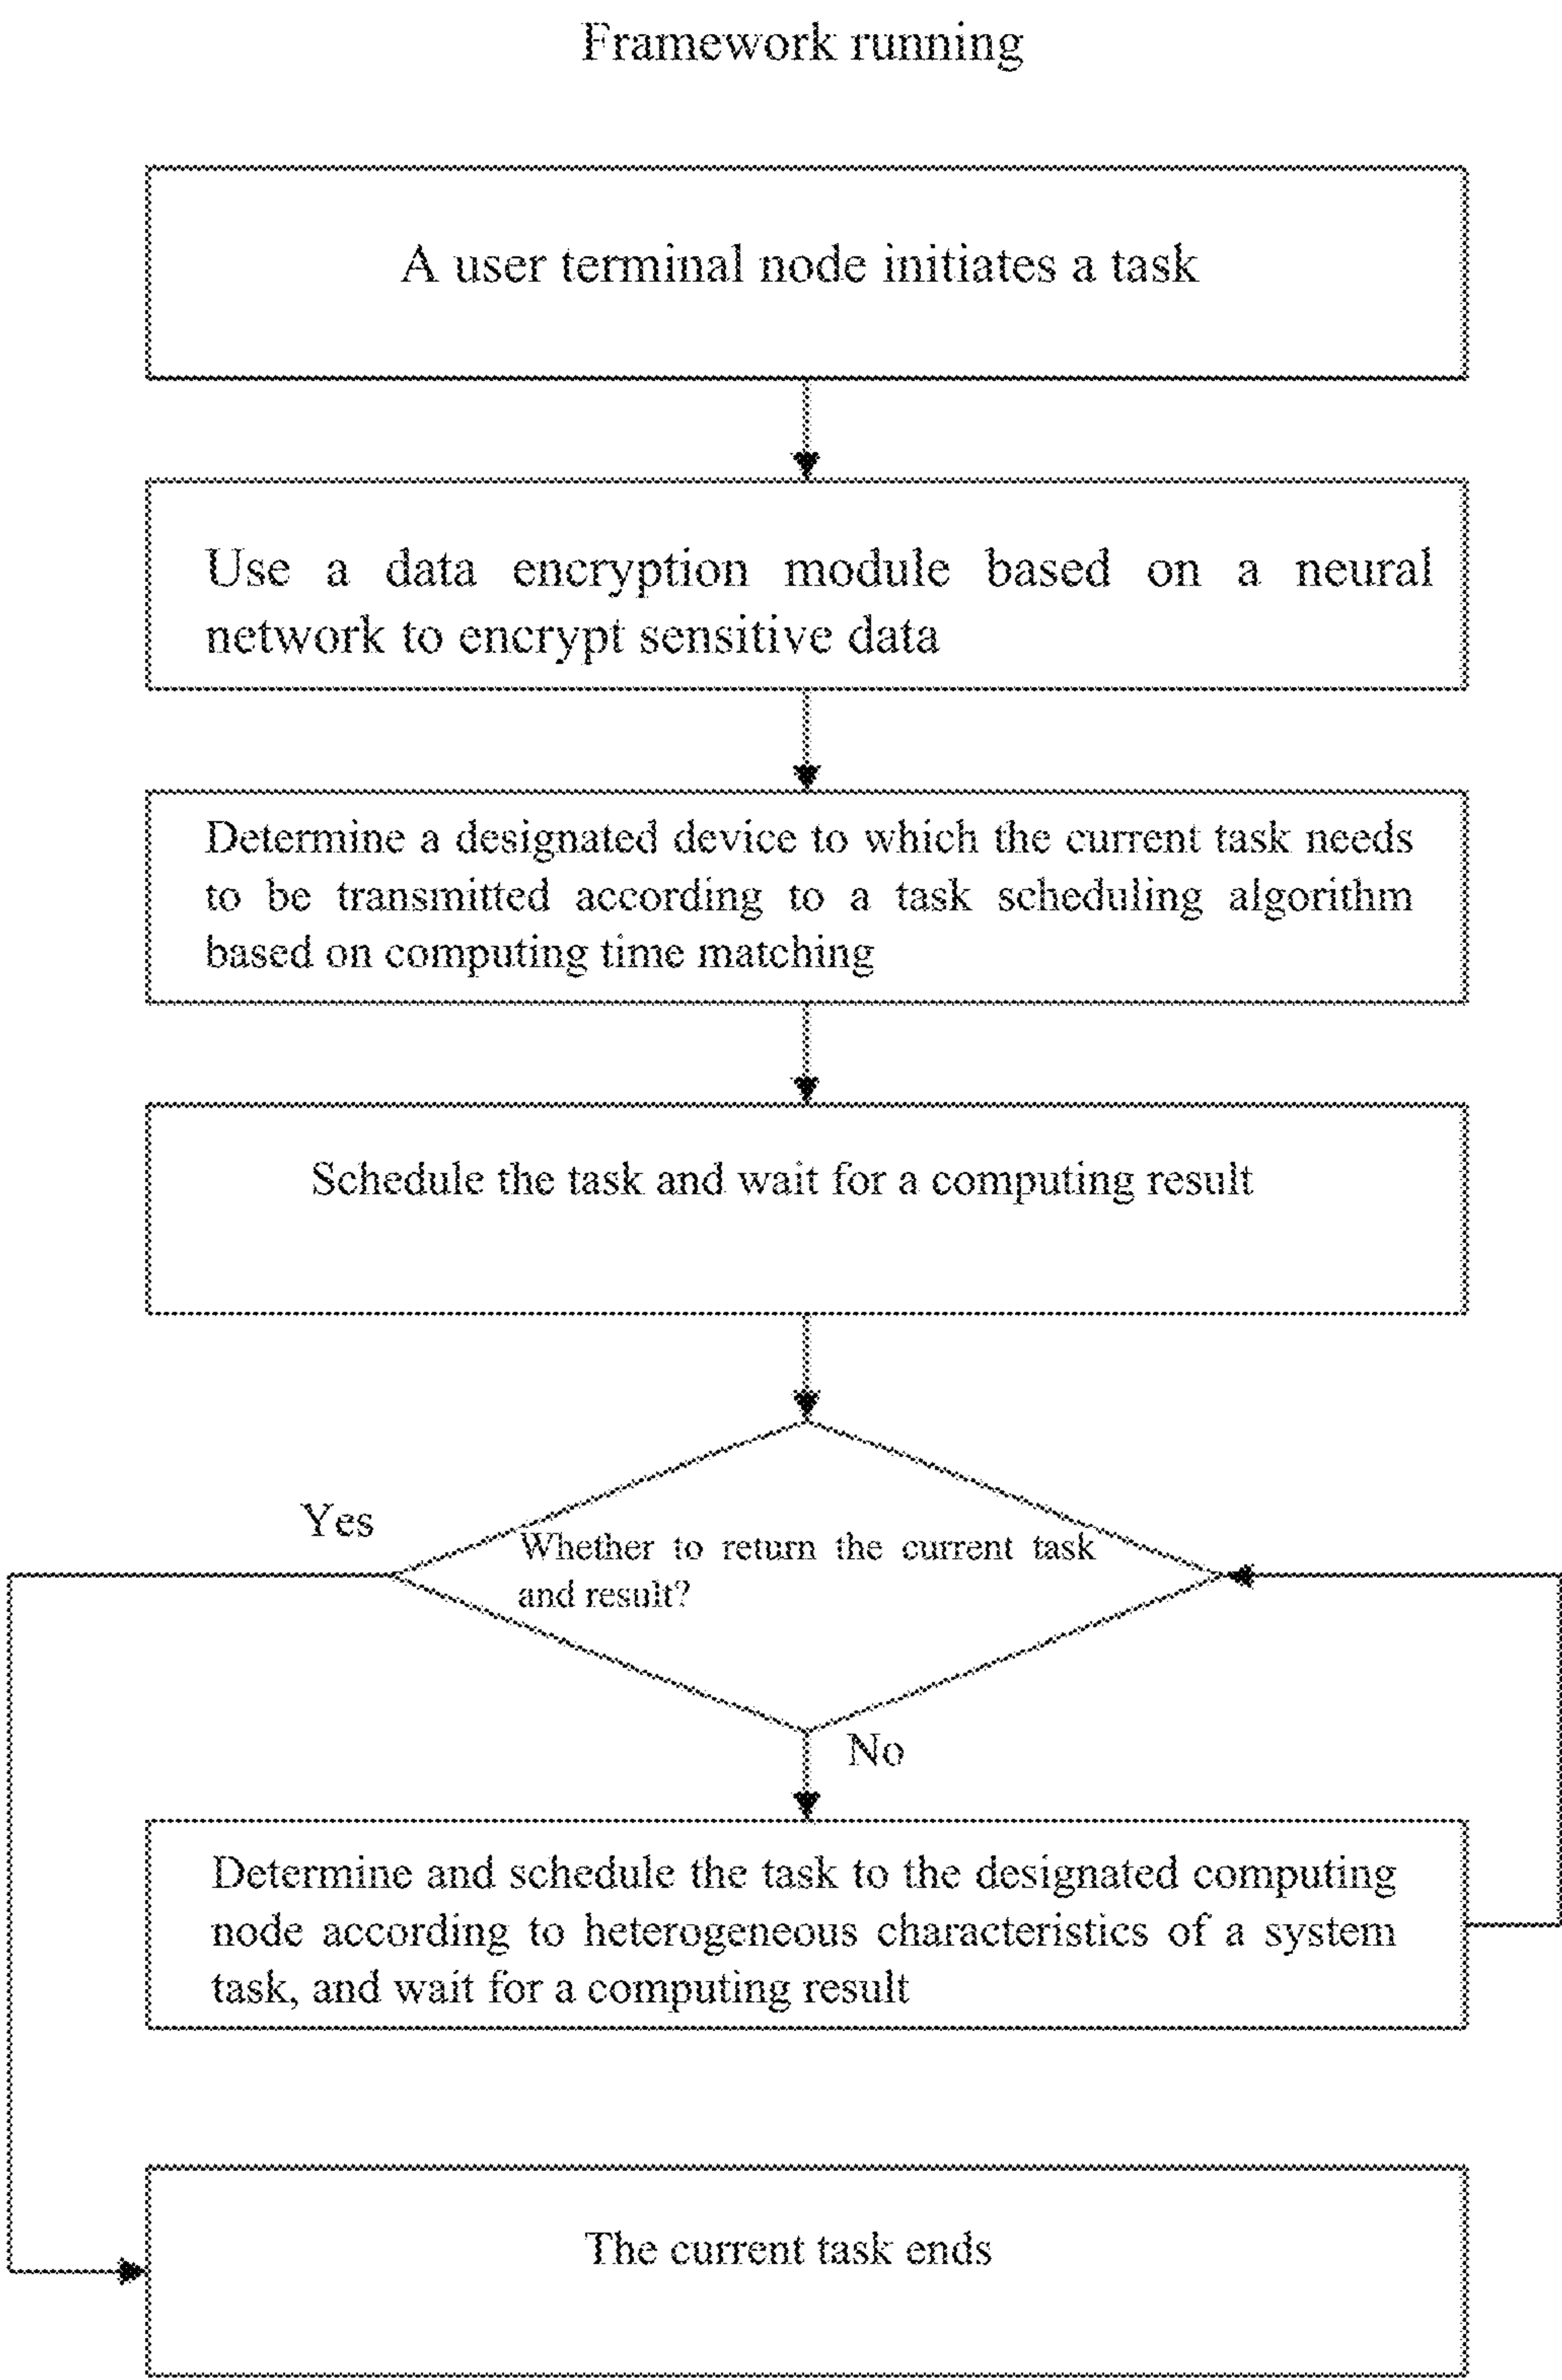 Framework running
A user terminal node initiates a task
Use a data encryption module based on a neural
network to encrypt sensitive data
Determine a designated device to which the current task needs
to be transmitted according to a task scheduling algorithm
based on computing time matching
Schedule the task and wait for a computing result
Yes
Whether to return the current task
and result?
No
Determine and schedule the task to the designated computing
node according to heterogeneous characteristics of a system
task, and wait for a computing result
The current task ends